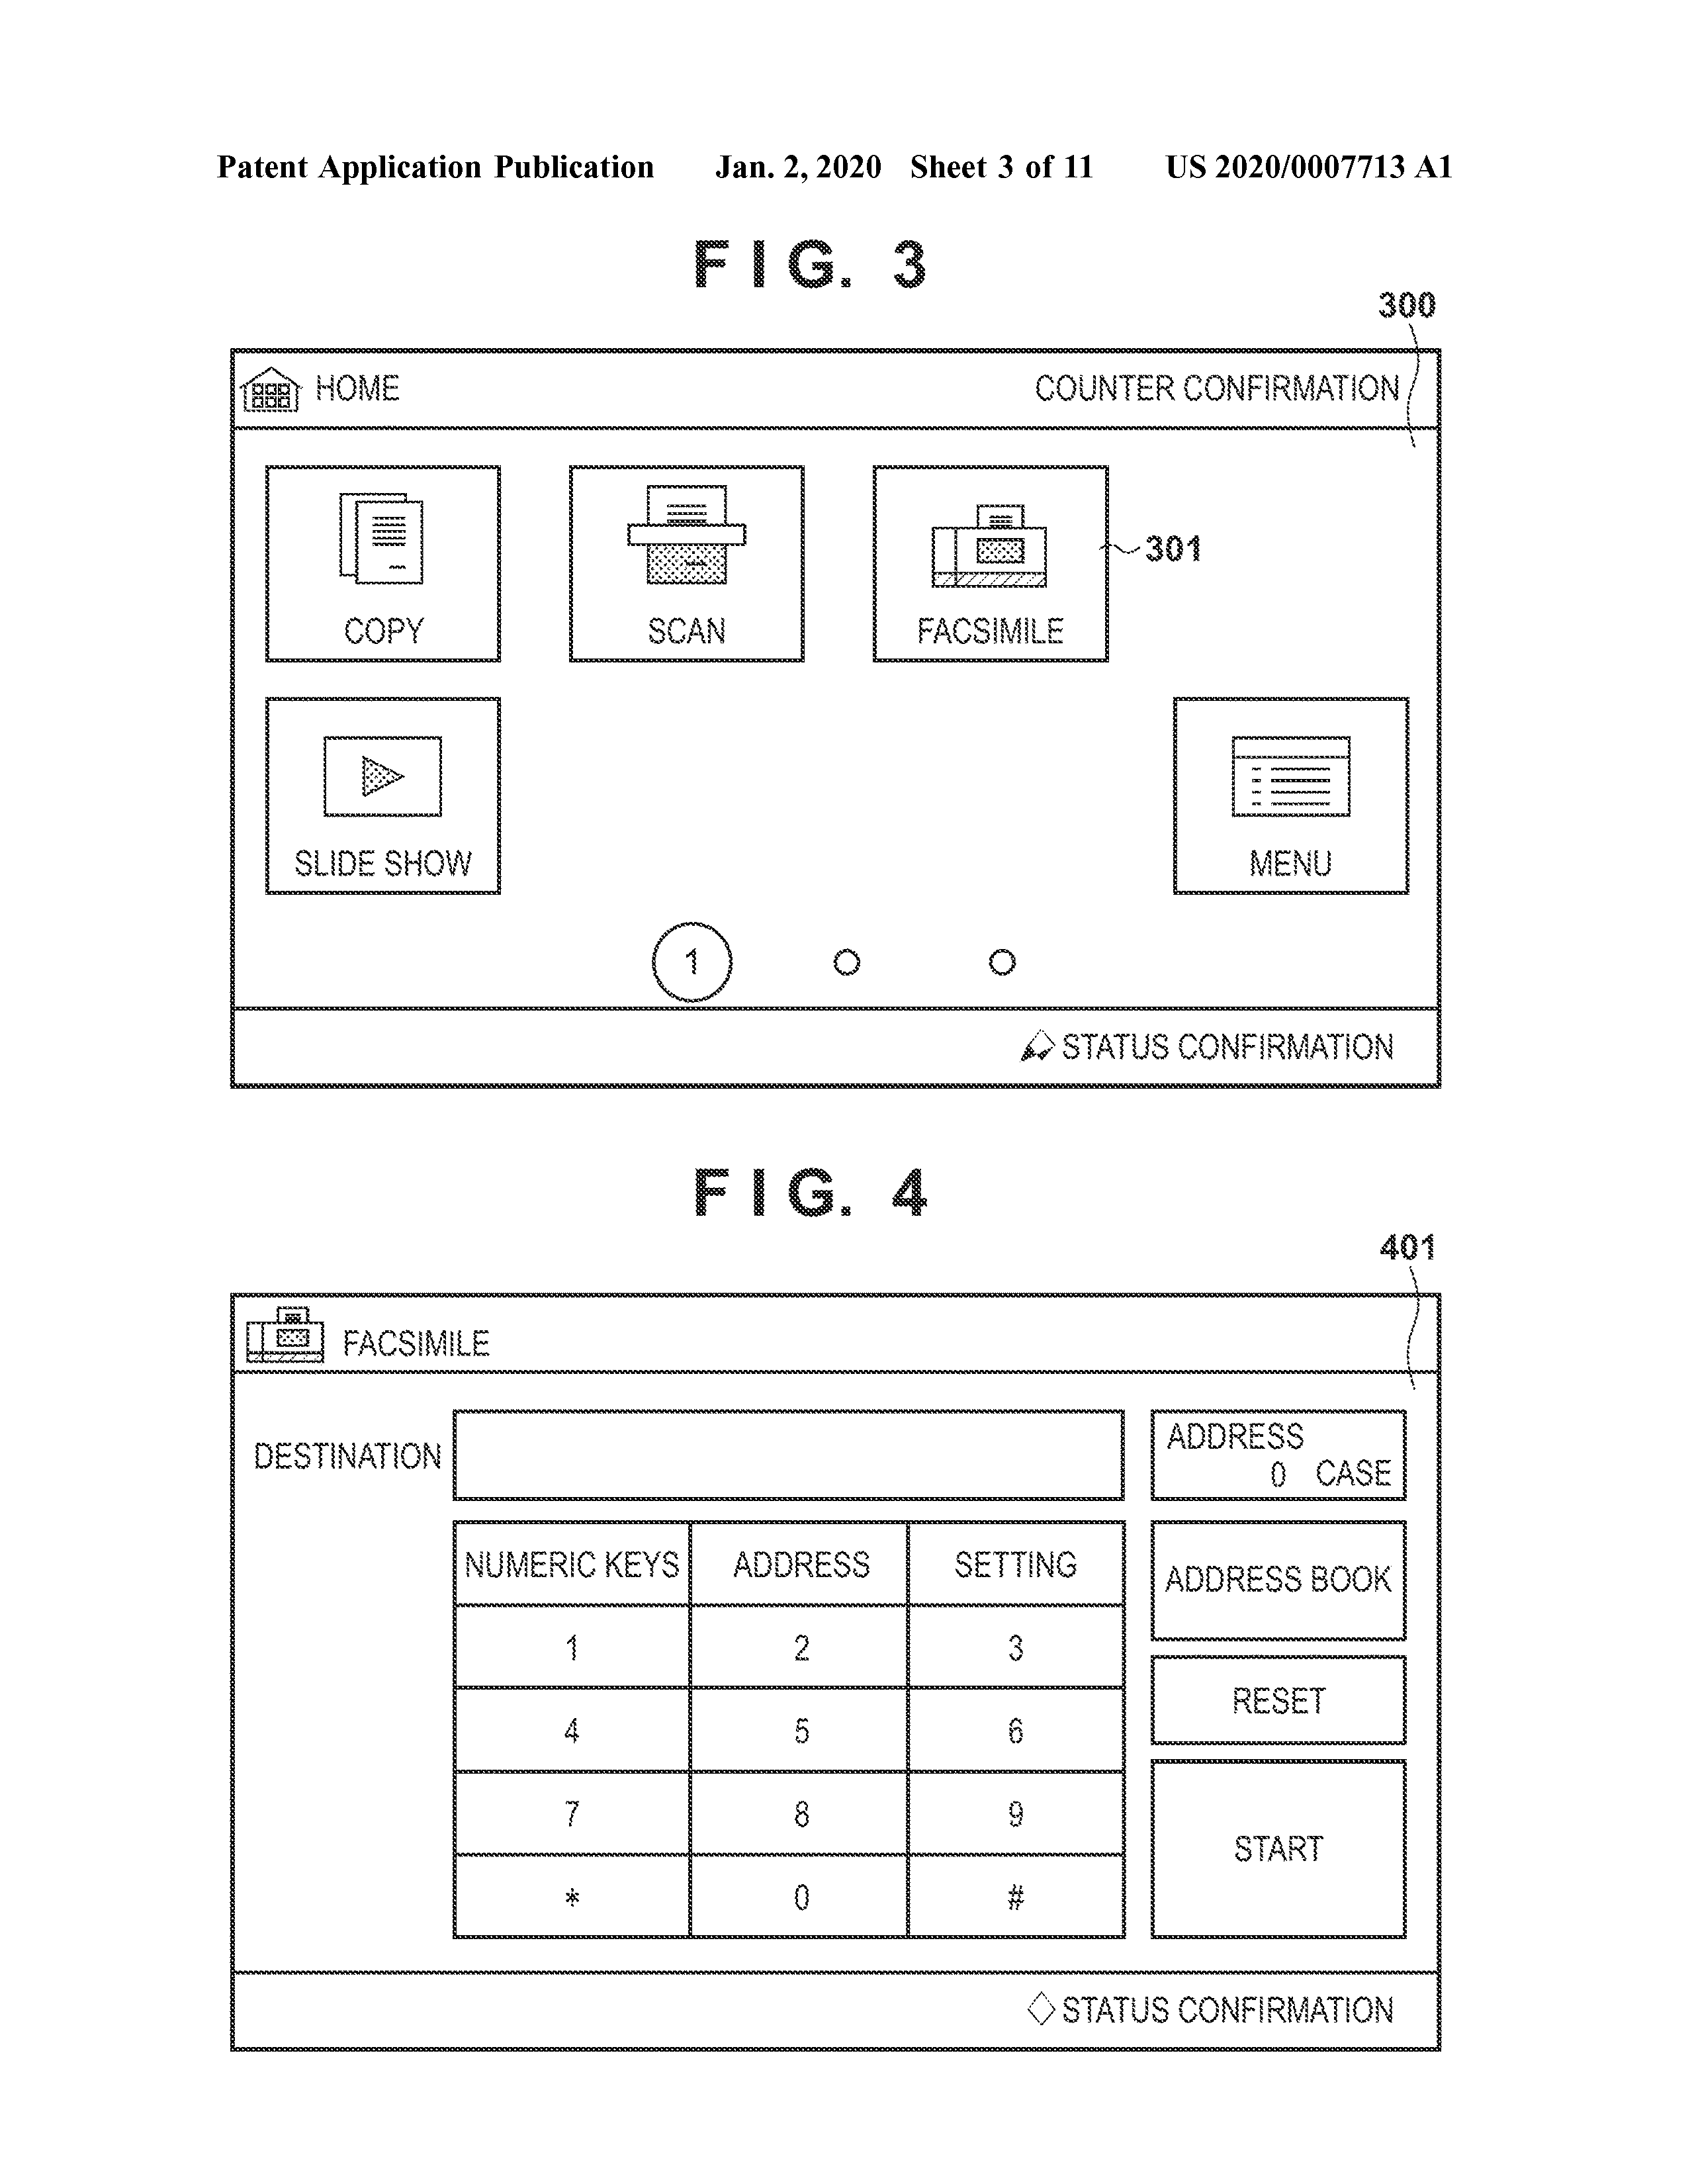 Patent Application Publication Jan. 2, 2020 Sheet 3 of 11 US 2020/0007713 A1
FIG. 3
300
HOME COUNTER CONFIRMATION
301
COPY SCAN FACSIMILE
SLIDE SHOW MENU
1
STATUS CONFIRMATION
FIG. 4
401
FACSIMILE
DESTINATION
ADDRESS
0 CASE
NUMERIC KEYS ADDRESS SETTING
ADDRESS BOOK
1 2 3
RESET
4 5 6
7 8 9
START
* 0 #
STATUS CONFIRMATION